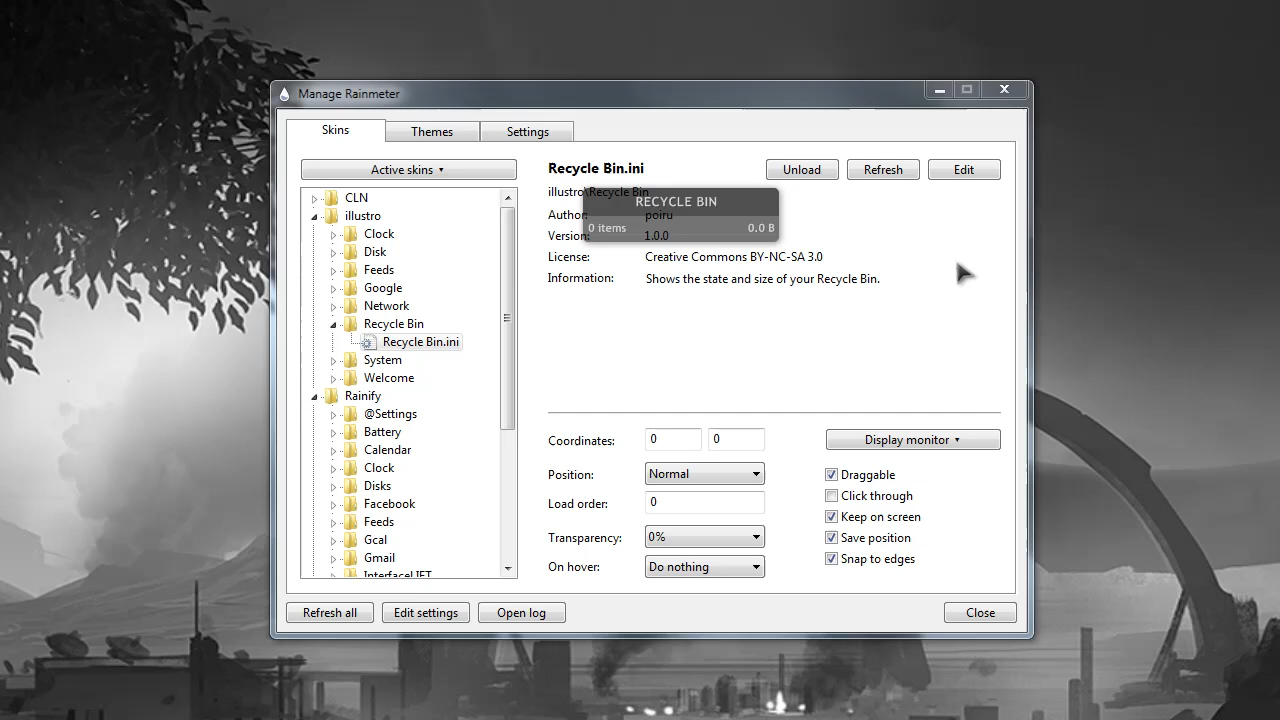 Manage Rainmeter
Skins
Themes
Settings
Active skins
CLN
illustro
Clock
Disk
Feeds
Google
Network
Recycle Bin
Recycle Bin.ini
System
Welcome
Rainify
@Settings
Battery
Calendar
Clock
Disks
Facebook
Feeds
Gcal
Gmail
Recycle Bin.ini
Unload
Refresh
Edit
illustro\Recycle Bin
RECYCLE BIN
0 items 0.0 B
Author: poiru
Version: 1.0.0
License: Creative Commons BY-NC-SA 3.0
Information: Shows the state and size of your Recycle Bin.
Coordinates: 0 0
Display monitor
Position: Normal
Load order: 0
Transparency: 0%
On hover: Do nothing
Draggable
Click through
Keep on screen
Save position
Snap to edges
Refresh all
Edit settings
Open log
Close